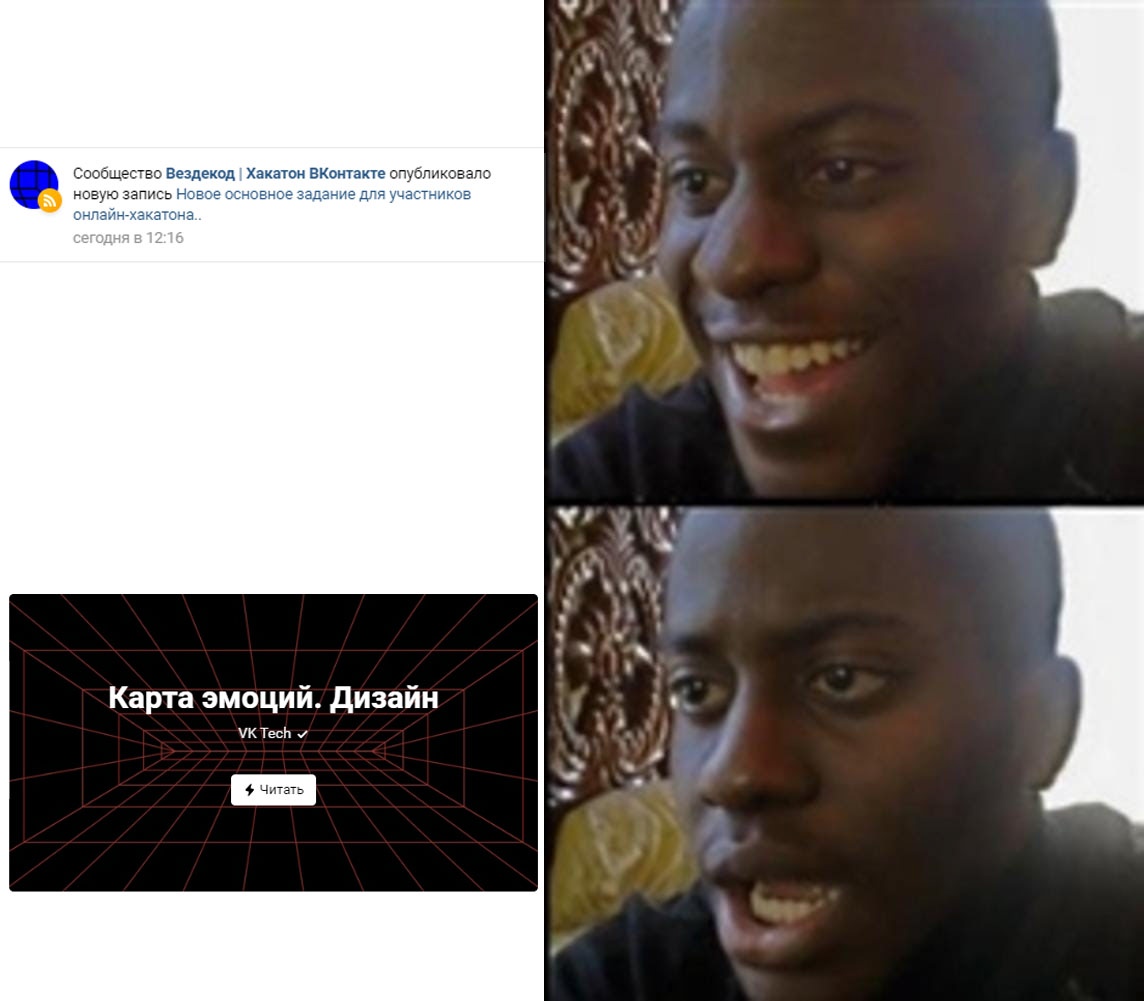 Сообщество Вездекод | Хакатон ВКонтакте опубликовало
новую запись Новое основное задание для участников
онлайн-хакатона..
сегодня в 12:16
Карта эмоций. Дизайн
VK Tech
Читать